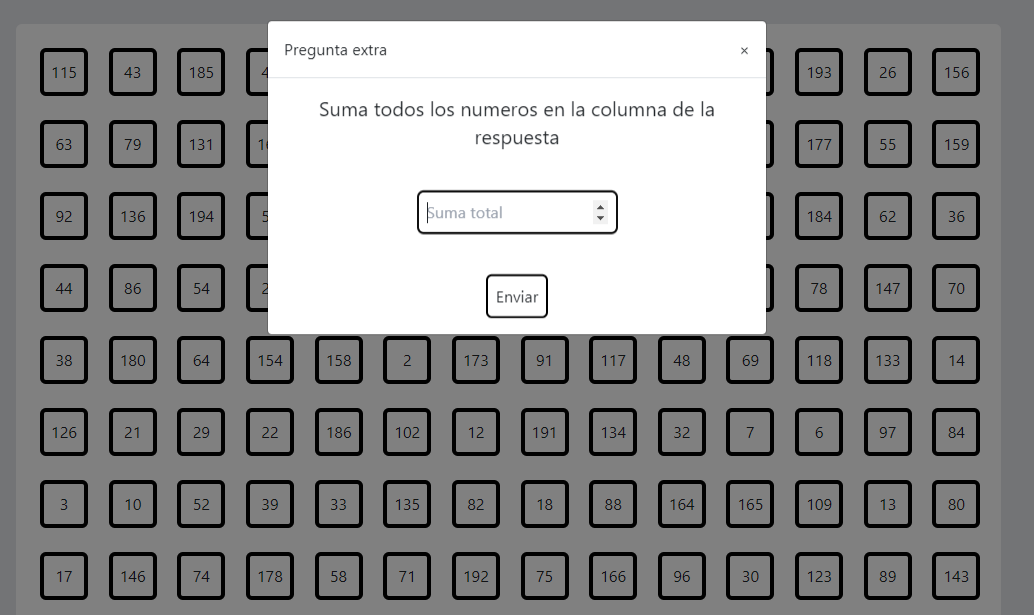 Pregunta extra ×
115 43 185 193 26 156
Suma todos los numeros en la columna de la
respuesta
63 79 131 177 55 159
92 136 194 Suma total 184 62 36
44 86 54 Enviar 78 147 70
38 180 64 154 158 2 173 91 117 48 69 118 133 14
126 21 29 22 186 102 12 191 134 32 7 6 97 84
3 10 52 39 33 135 82 18 88 164 165 109 13 80
17 146 74 178 58 71 192 75 166 96 30 123 89 143